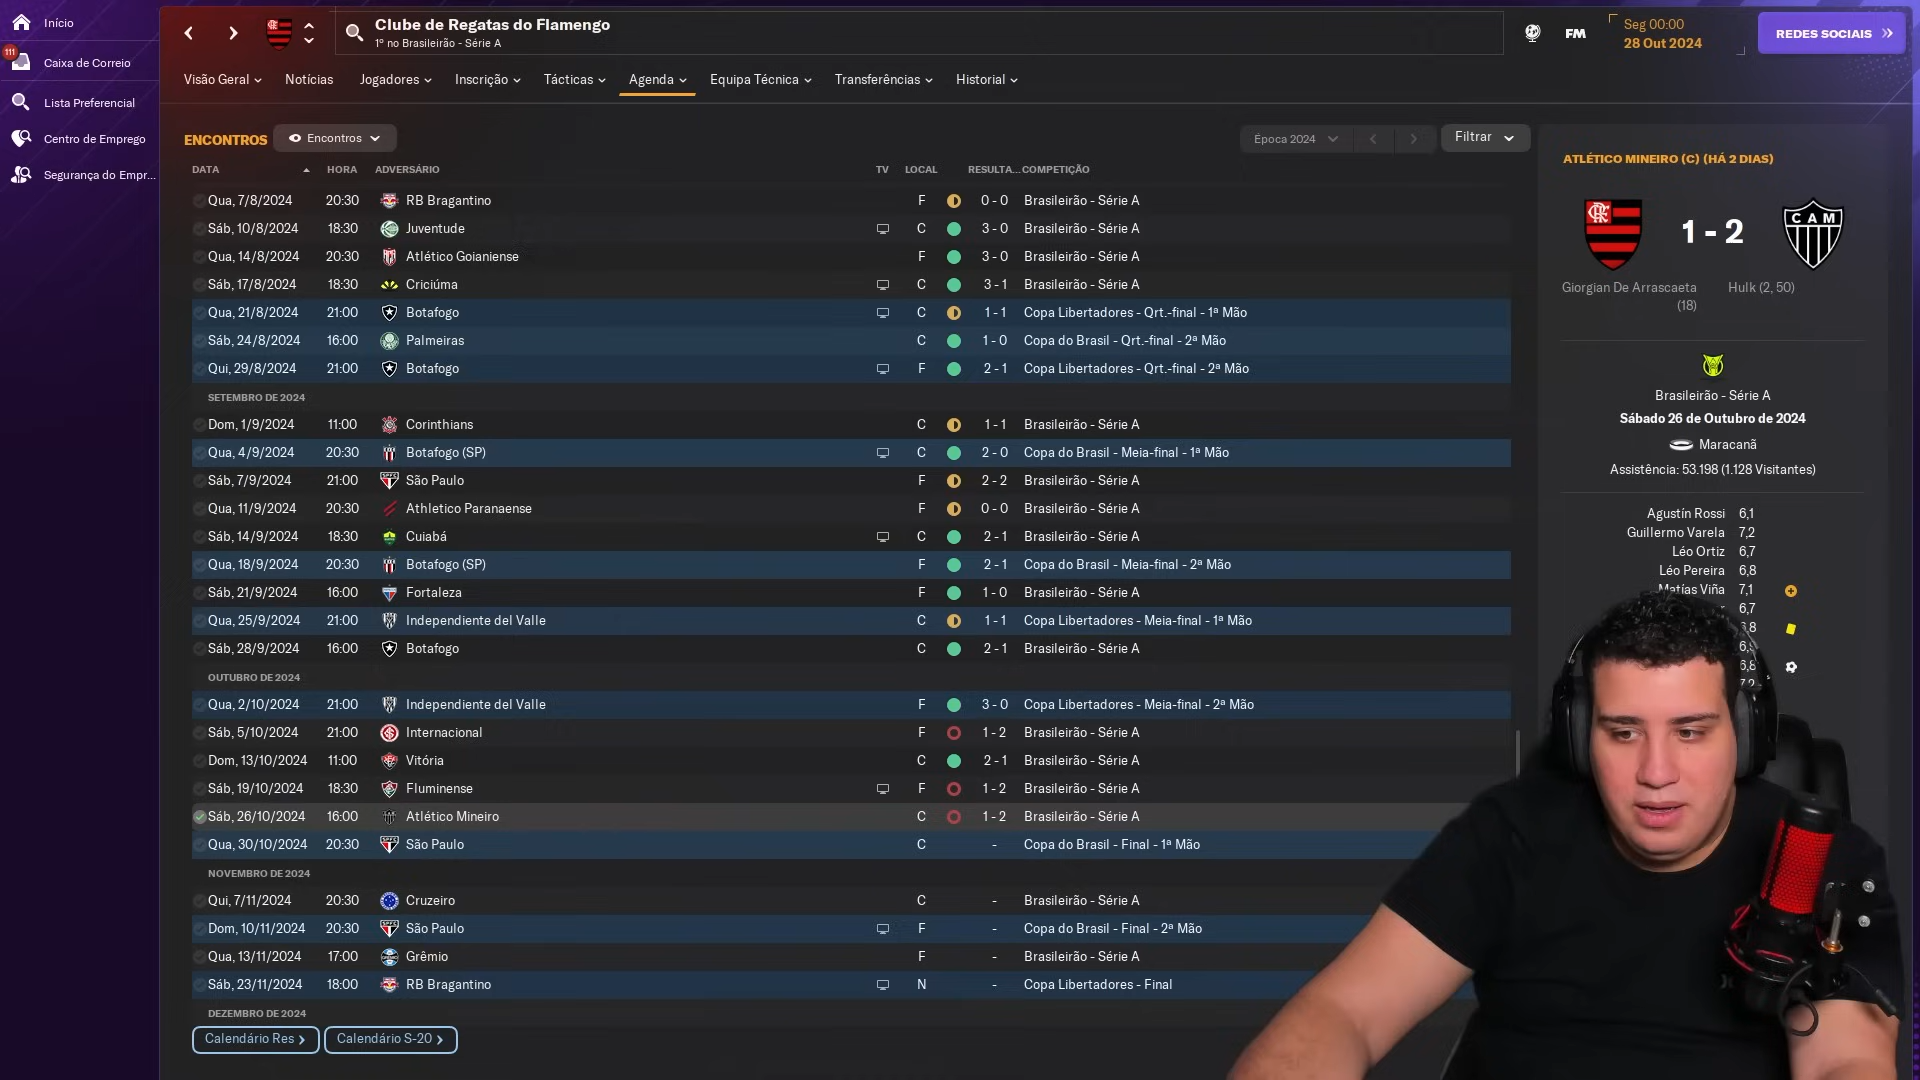 Início
111
Caixa de Correio
Lista Preferencial
Centro de Emprego
Segurança do Empr...
Clube de Regatas do Flamengo
1º no Brasileirão - Série A
FM
Seg 00:00
28 Out 2024
REDES SOCIAIS
Visão Geral Notícias Jogadores Inscrição Tácticas Agenda Equipa Técnica Transferências Historial
ENCONTROS Encontros Época 2024 Filtrar
DATA HORA ADVERSÁRIO TV LOCAL RESULTA... COMPETIÇÃO
Qua, 7/8/2024 20:30 RB Bragantino F 0 - 0 Brasileirão - Série A
Sáb, 10/8/2024 18:30 Juventude C 3 - 0 Brasileirão - Série A
Qua, 14/8/2024 20:30 Atlético Goianiense F 3 - 0 Brasileirão - Série A
Sáb, 17/8/2024 18:30 Criciúma C 3 - 1 Brasileirão - Série A
Qua, 21/8/2024 21:00 Botafogo C 1 - 1 Copa Libertadores - Qrt.-final - 1ª Mão
Sáb, 24/8/2024 16:00 Palmeiras C 1 - 0 Copa do Brasil - Qrt.-final - 2ª Mão
Qui, 29/8/2024 21:00 Botafogo F 2 - 1 Copa Libertadores - Qrt.-final - 2ª Mão
SETEMBRO DE 2024
Dom, 1/9/2024 11:00 Corinthians C 1 - 1 Brasileirão - Série A
Qua, 4/9/2024 20:30 Botafogo (SP) C 2 - 0 Copa do Brasil - Meia-final - 1ª Mão
Sáb, 7/9/2024 21:00 São Paulo F 2 - 2 Brasileirão - Série A
Qua, 11/9/2024 20:30 Athletico Paranaense F 0 - 0 Brasileirão - Série A
Sáb, 14/9/2024 18:30 Cuiabá C 2 - 1 Brasileirão - Série A
Qua, 18/9/2024 20:30 Botafogo (SP) F 2 - 1 Copa do Brasil - Meia-final - 2ª Mão
Sáb, 21/9/2024 16:00 Fortaleza F 1 - 0 Brasileirão - Série A
Qua, 25/9/2024 21:00 Independiente del Valle C 1 - 1 Copa Libertadores - Meia-final - 1ª Mão
Sáb, 28/9/2024 16:00 Botafogo C 2 - 1 Brasileirão - Série A
OUTUBRO DE 2024
Qua, 2/10/2024 21:00 Independiente del Valle F 3 - 0 Copa Libertadores - Meia-final - 2ª Mão
Sáb, 5/10/2024 21:00 Internacional F 1 - 2 Brasileirão - Série A
Dom, 13/10/2024 11:00 Vitória C 2 - 1 Brasileirão - Série A
Sáb, 19/10/2024 18:30 Fluminense F 1 - 2 Brasileirão - Série A
Sáb, 26/10/2024 16:00 Atlético Mineiro C 1 - 2 Brasileirão - Série A
Qua, 30/10/2024 20:30 São Paulo C - Copa do Brasil - Final - 1ª Mão
NOVEMBRO DE 2024
Qui, 7/11/2024 20:30 Cruzeiro C - Brasileirão - Série A
Dom, 10/11/2024 20:30 São Paulo F - Copa do Brasil - Final - 2ª Mão
Qua, 13/11/2024 17:00 Grêmio F - Brasileirão - Série A
Sáb, 23/11/2024 18:00 RB Bragantino N - Copa Libertadores - Final
DEZEMBRO DE 2024
Calendário Res Calendário S-20
ATLÉTICO MINEIRO (C) (HÁ 2 DIAS)
1 - 2
CAM
Giorgian De Arrascaeta Hulk (2, 50)
(18)
Brasileirão - Série A
Sábado 26 de Outubro de 2024
Maracanã
Assistência: 53.198 (1.128 Visitantes)
Agustín Rossi 6,1
Guillermo Varela 7,2
Léo Ortiz 6,7
Léo Pereira 6,8
Matías Viña 7,1
6,7